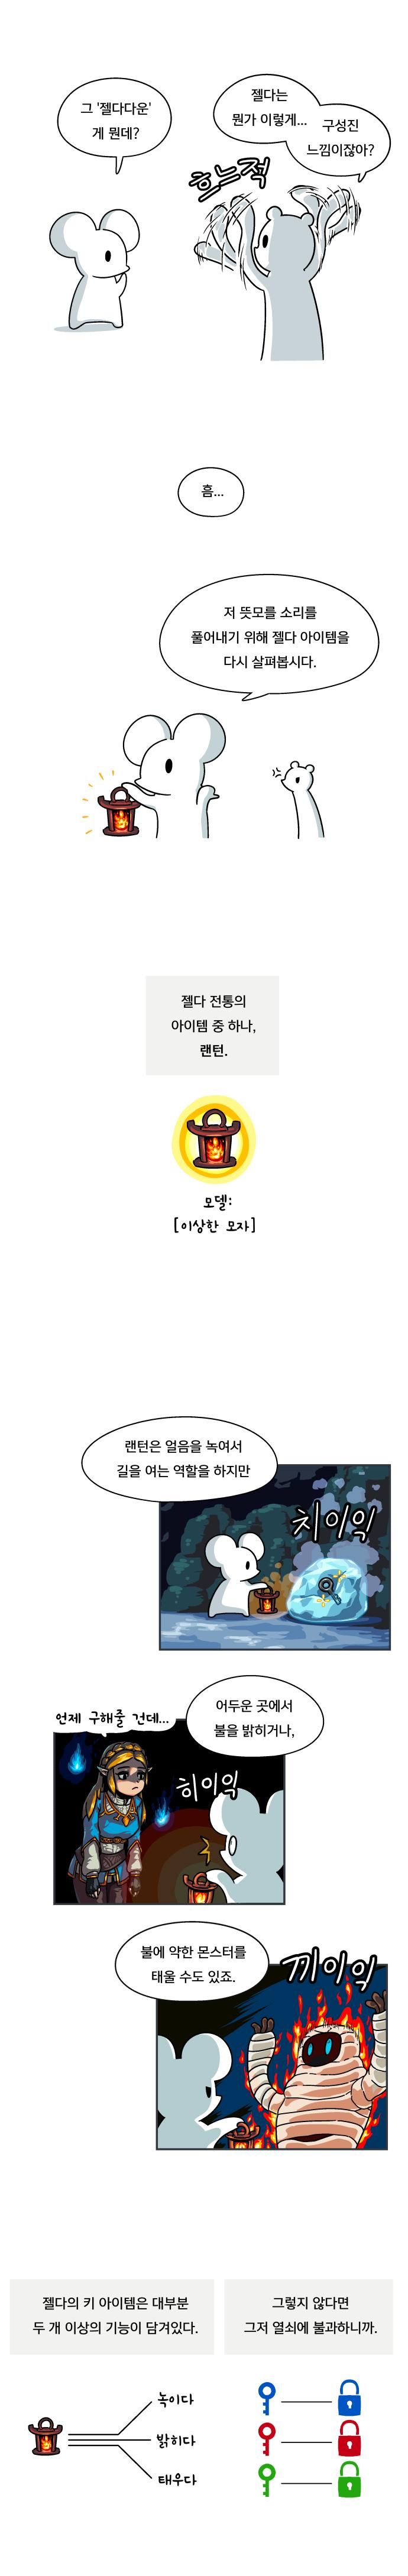 그 '젤다다운'
게 뭔데?
젤다는
뭔가 이렇게...
구성진
느낌이잖아?
흐느적
흠...
저 뜻모를 소리를
풀어내기 위해 젤다 아이템을
다시 살펴봅시다.
젤다 전통의
아이템 중 하나,
랜턴.
모델:
[이상한 모자]
랜턴은 얼음을 녹여서
길을 여는 역할을 하지만
치이익
어두운 곳에서
불을 밝히거나,
언제 구해줄 건데...
히이익
불에 약한 몬스터를
태울 수도 있죠.
끼이익
젤다의 키 아이템은 대부분
두 개 이상의 기능이 담겨있다.
그렇지 않다면
그저 열쇠에 불과하니까.
녹이다
밝히다
태우다